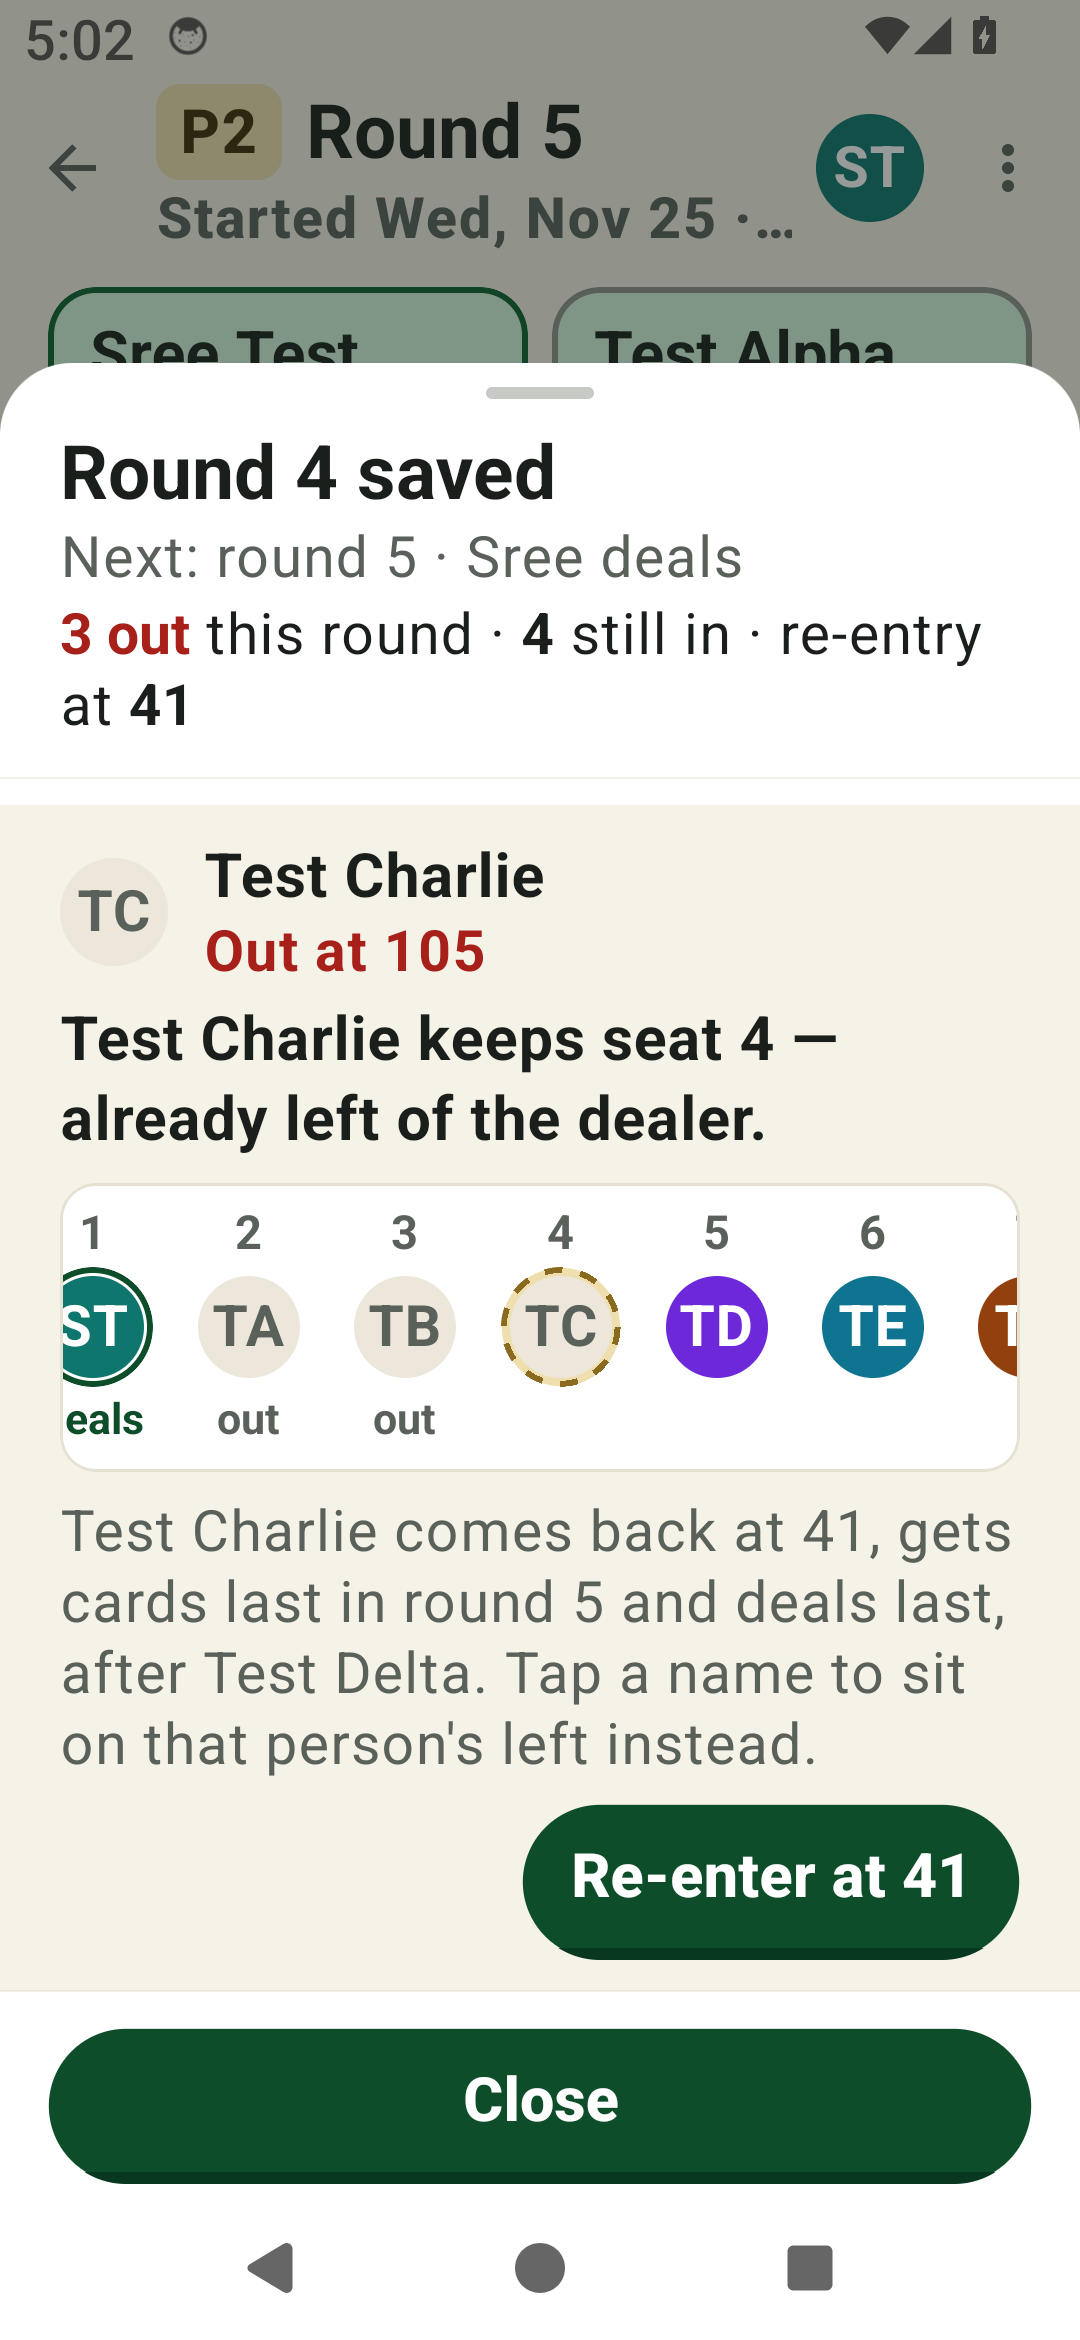 5:02
P2 Round 5
ST
Started Wed, Nov 25 ·…
Sree Test
Test Alpha
Round 4 saved
Next: round 5 · Sree deals
3 out this round · 4 still in · re-entry
at 41
TC
Test Charlie
Out at 105
Test Charlie keeps seat 4 –
already left of the dealer.
1 2 3 4 5 6
ST TA TB TC TD TE T
eals out out
Test Charlie comes back at 41, gets
cards last in round 5 and deals last,
after Test Delta. Tap a name to sit
on that person's left instead.
Re-enter at 41
Close